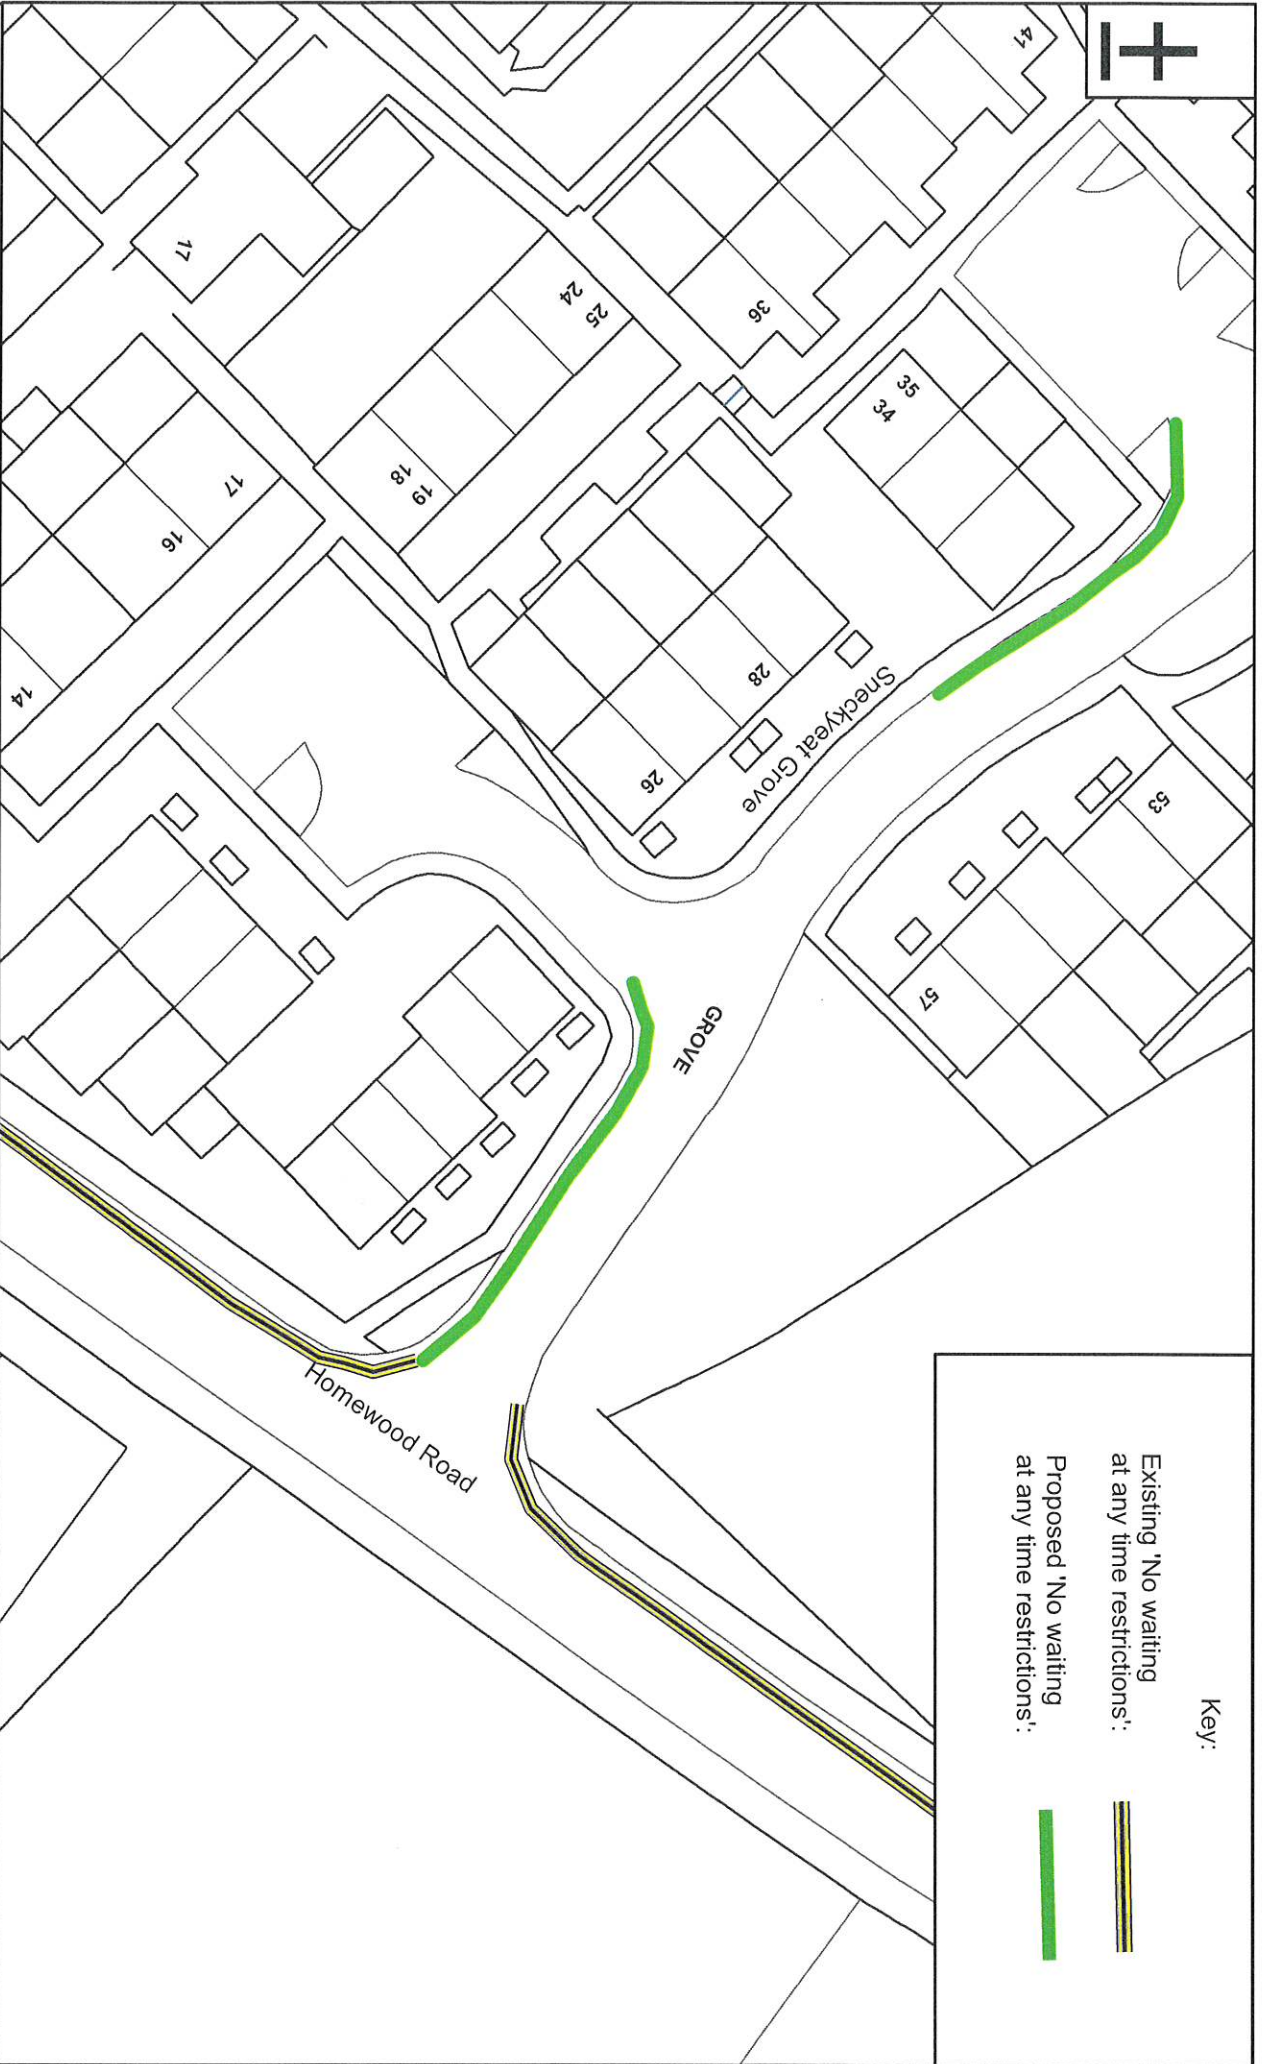 Key:
Existing 'No waiting
at any time restrictions':
Proposed 'No waiting
at any time restrictions':
41
36
35
34
53
57
Sneckyeat Grove
28
26
GROVE
24
25
18
19
17
17
16
14
Homewood Road